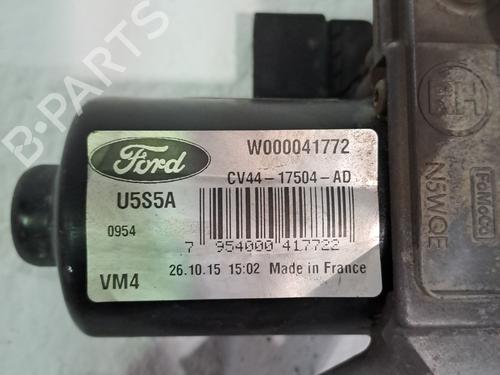 B-PARTS
Ford
W000041772
CV44-17504-AD
U5S5A
0954
7 954000 417722
VM4
26.10.15 15:02 Made in France
H
FoMoCo
N5WQE